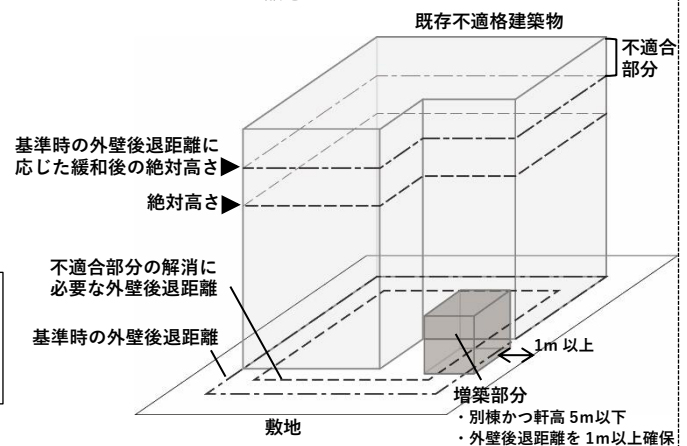 既存不適格建築物
不適合
部分
基準時の外壁後退距離に
応じた緩和後の絶対高さ
絶対高さ
不適合部分の解消に
必要な外壁後退距離
基準時の外壁後退距離
1m 以上
増築部分
・別棟かつ軒高 5m以下
・外壁後退距離を 1m以上確保
敷地